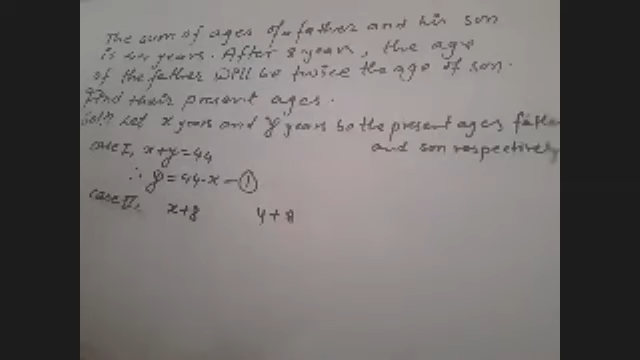 The sum of ages of a father and his son
is 44 years. After 8 years, the age
of the father will be twice the age of son.
Find their present ages.
Soln Let x years and y years be the present ages father
and son respectively
case I, x+y=44
∴ y=44-x-①
case II, x+8 y+8